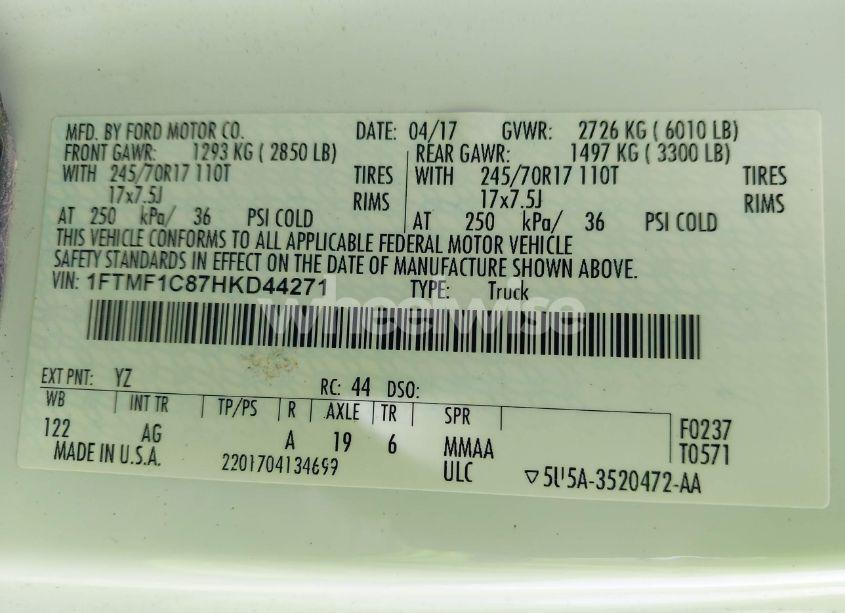 MFD. BY FORD MOTOR CO. DATE: 04/17 GVWR: 2726 KG ( 6010 LB)
FRONT GAWR: 1293 KG ( 2850 LB) REAR GAWR: 1497 KG ( 3300 LB)
WITH 245/70R17 110T TIRES WITH 245/70R17 110T TIRES
17x7.5J RIMS 17x7.5J RIMS
AT 250 kPa/ 36 PSI COLD AT 250 kPa/ 36 PSI COLD
THIS VEHICLE CONFORMS TO ALL APPLICABLE FEDERAL MOTOR VEHICLE
SAFETY STANDARDS IN EFFECT ON THE DATE OF MANUFACTURE SHOWN ABOVE.
VIN: 1FTMF1C87HKD44271 TYPE: Truck
wheelwise
EXT PNT: YZ RC: 44 DSO:
WB INT TR TP/PS R AXLE TR SPR
122 AG A 19 6 MMAA F0237
MADE IN U.S.A. 2201704134699 ULC T0571
5U5A-3520472-AA